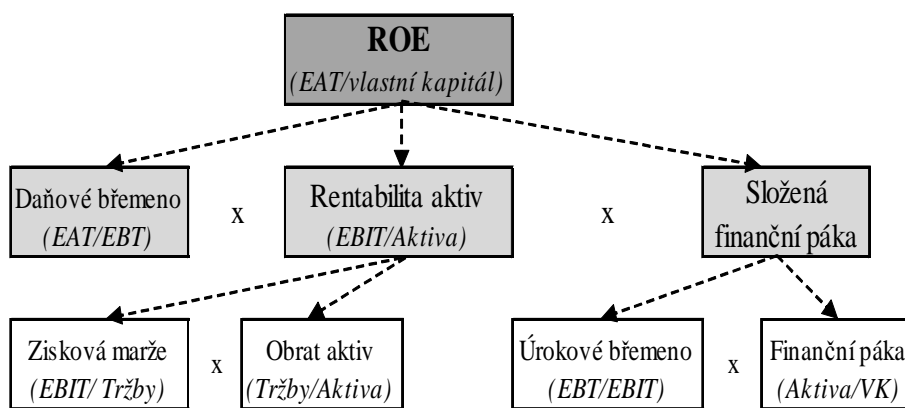 ROE
(EAT/vlastní kapitál)
Daňové břemeno
(EAT/EBT)
x
Rentabilita aktiv
(EBIT/Aktiva)
x
Složená
finanční páka
Zisková marže
(EBIT/ Tržby)
x
Obrat aktiv
(Tržby/Aktiva)
Úrokové břemeno
(EBT/EBIT)
x
Finanční páka
(Aktiva/VK)